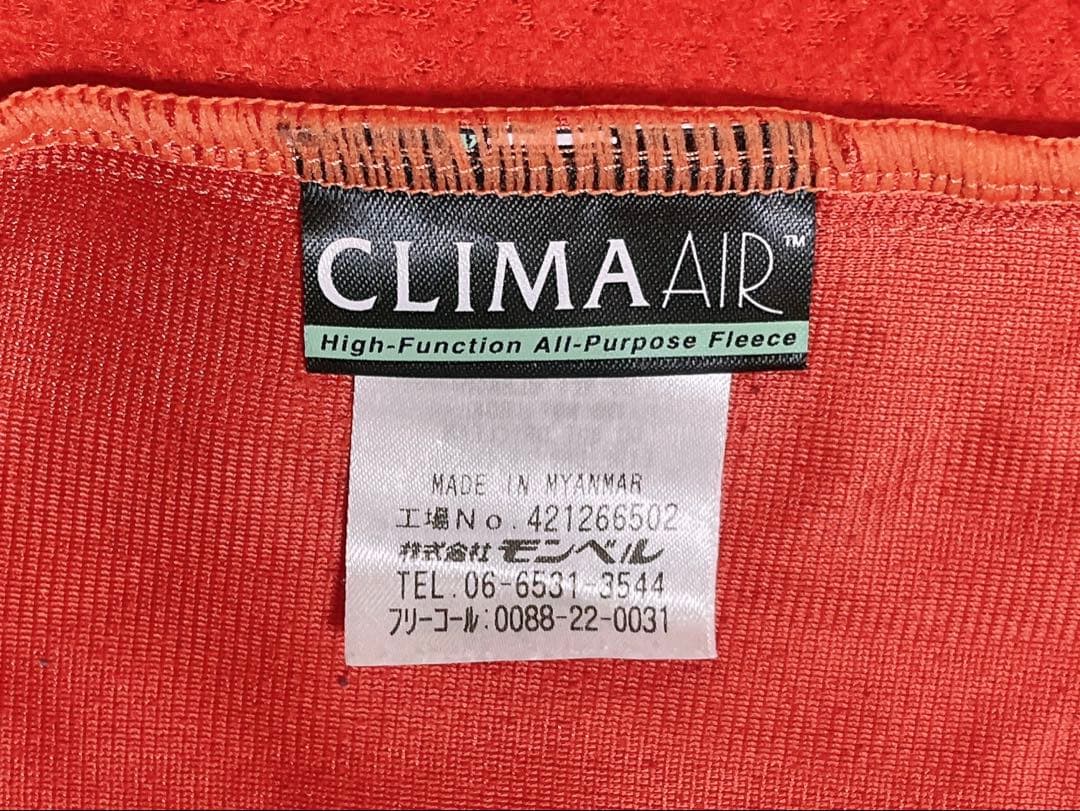 CLIMA AIR™
High-Function All-Purpose Fleece
MADE IN MYANMAR
工場No. 421266502
株式会社 モンベル
TEL. 06-6531-3544
フリーコール:0088-22-0031